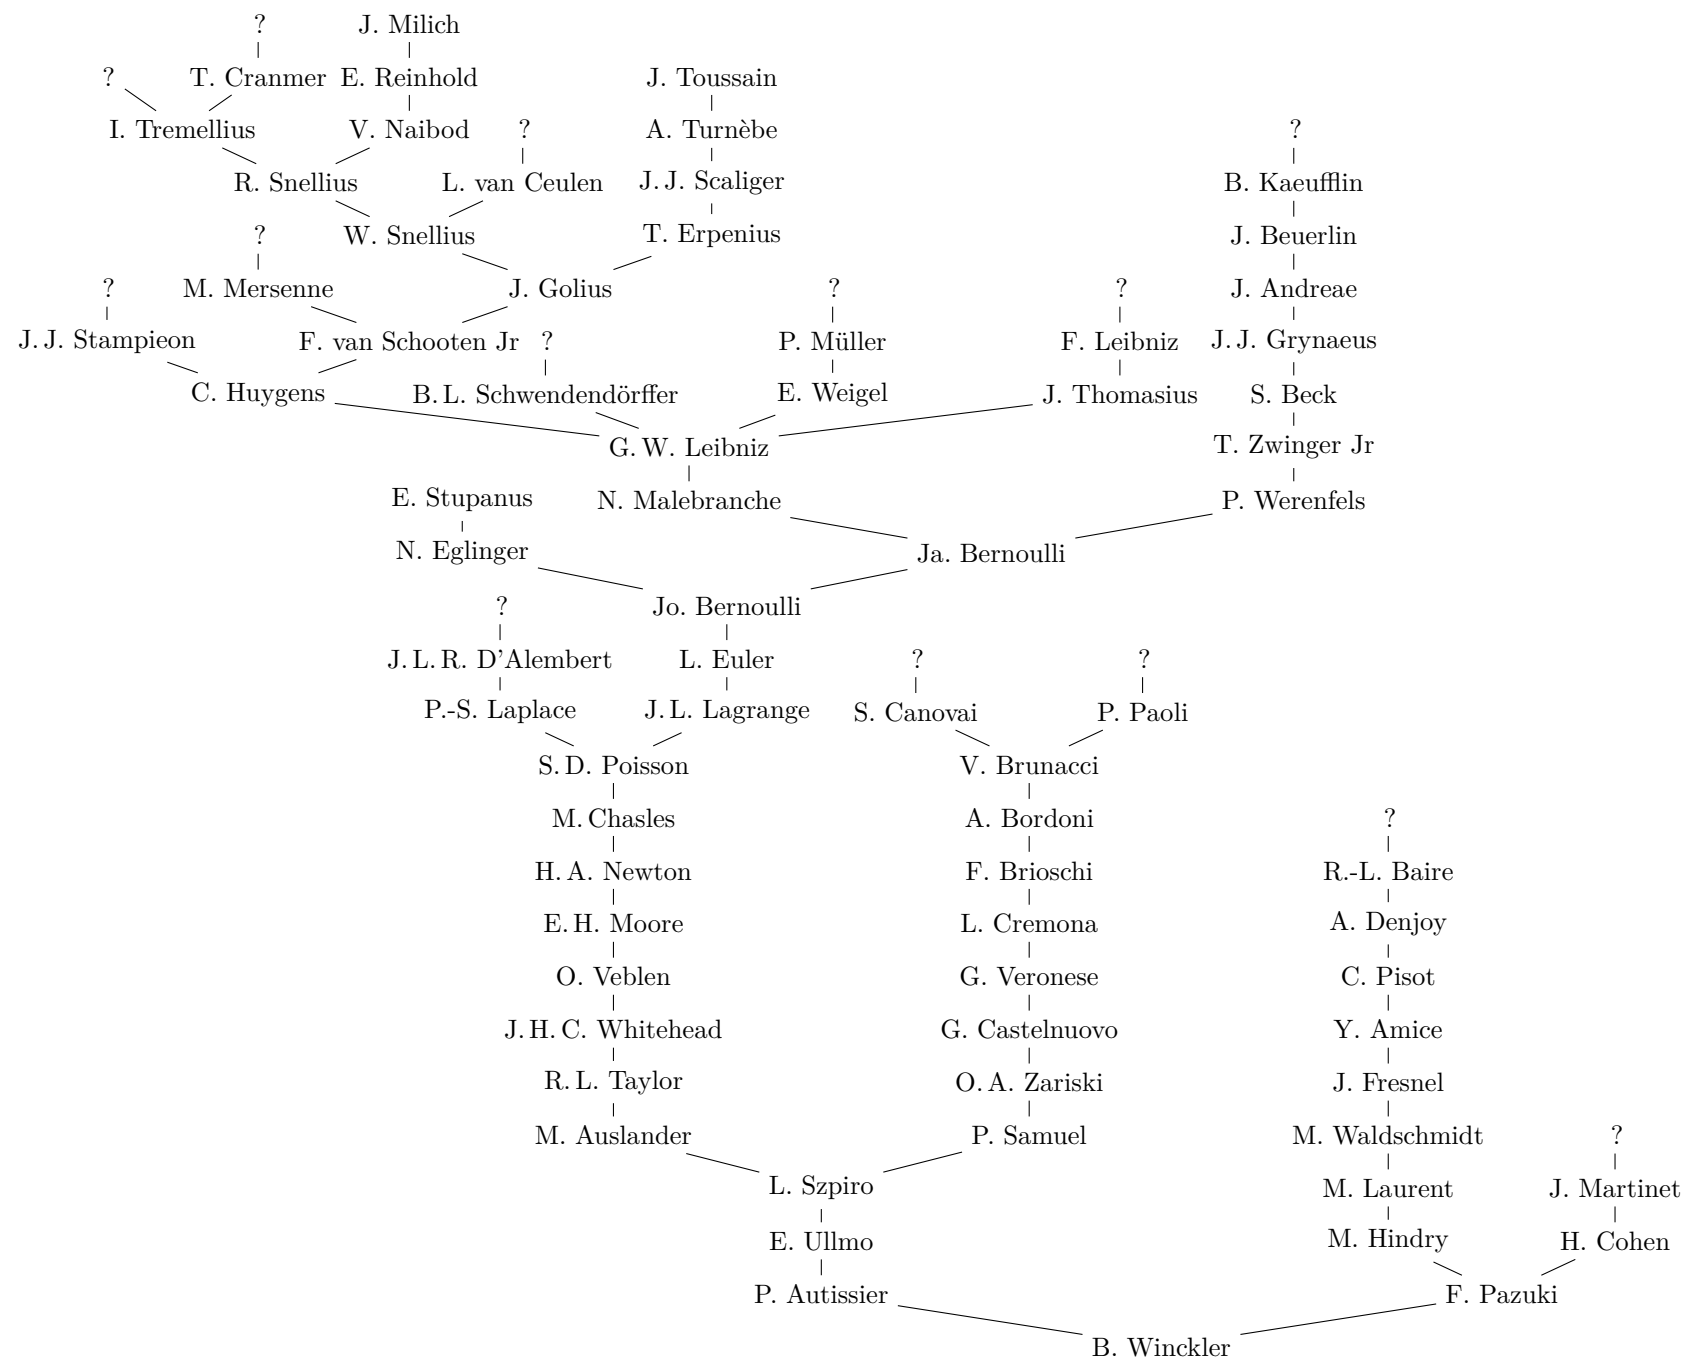 ? J. Milich
? T. Cranmer E. Reinhold J. Toussain
I. Tremellius V. Naibod ? A. Turnèbe ?
R. Snellius L. van Ceulen J. J. Scaliger B. Kaeufflin
? W. Snellius T. Erpenius J. Beuerlin
? M. Mersenne J. Golius ? ? J. Andreae
J. J. Stampieon F. van Schooten Jr ? P. Müller F. Leibniz J. J. Grynaeus
C. Huygens B. L. Schwendendörffer E. Weigel J. Thomasius S. Beck
G. W. Leibniz T. Zwinger Jr
E. Stupanus N. Malebranche P. Werenfels
N. Eglinger Ja. Bernoulli
? Jo. Bernoulli
J. L. R. D'Alembert L. Euler ? ?
P.-S. Laplace J. L. Lagrange S. Canovai P. Paoli
S. D. Poisson V. Brunacci
M. Chasles A. Bordoni ?
H. A. Newton F. Brioschi R.-L. Baire
E. H. Moore L. Cremona A. Denjoy
O. Veblen G. Veronese C. Pisot
J. H. C. Whitehead G. Castelnuovo Y. Amice
R. L. Taylor O. A. Zariski J. Fresnel
M. Auslander P. Samuel M. Waldschmidt ?
L. Szpiro M. Laurent J. Martinet
E. Ullmo M. Hindry H. Cohen
P. Autissier F. Pazuki
B. Winckler